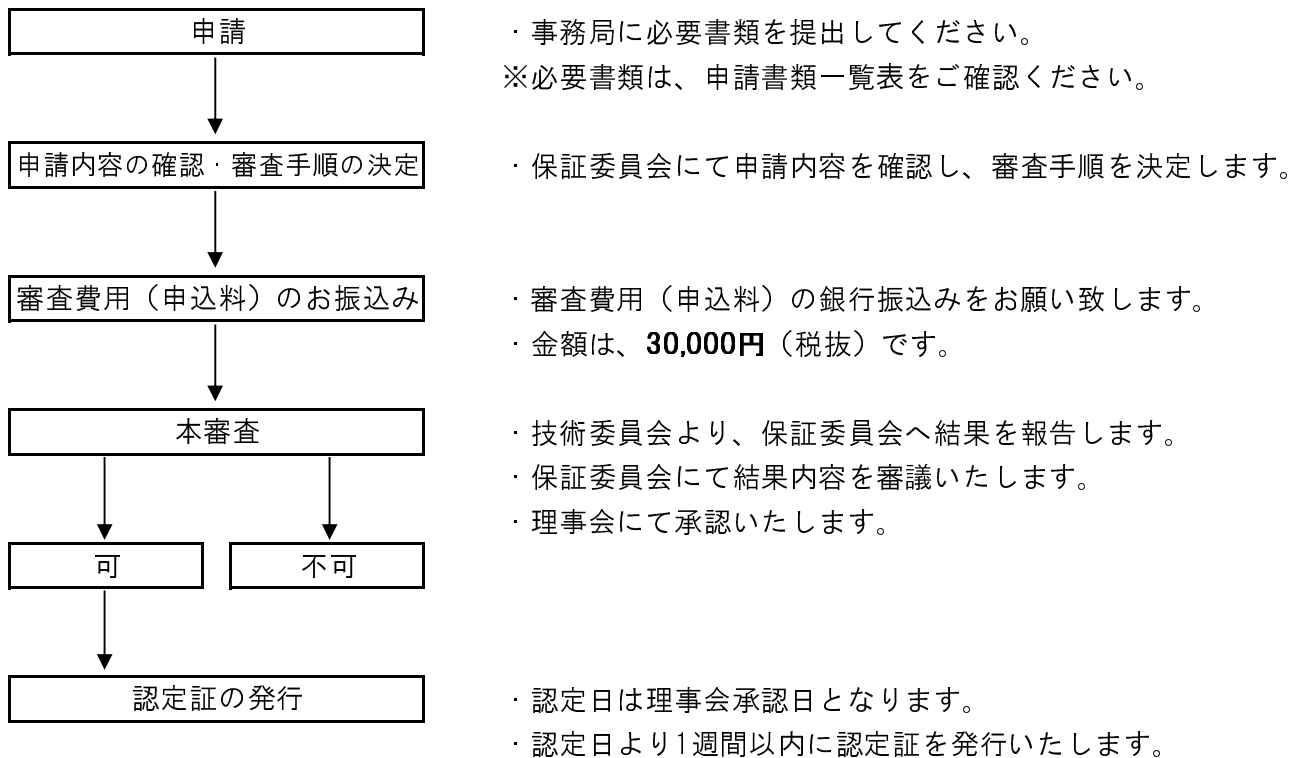 申請
・事務局に必要書類を提出してください。
※必要書類は、申請書類一覧表をご確認ください。
申請内容の確認・審査手順の決定
・保証委員会にて申請内容を確認し、審査手順を決定します。
審査費用（申込料）のお振込み
・審査費用（申込料）の銀行振込みをお願い致します。
・金額は、30,000円（税抜）です。
本審査
・技術委員会より、保証委員会へ結果を報告します。
・保証委員会にて結果内容を審議いたします。
・理事会にて承認いたします。
可
不可
認定証の発行
・認定日は理事会承認日となります。
・認定日より1週間以内に認定証を発行いたします。